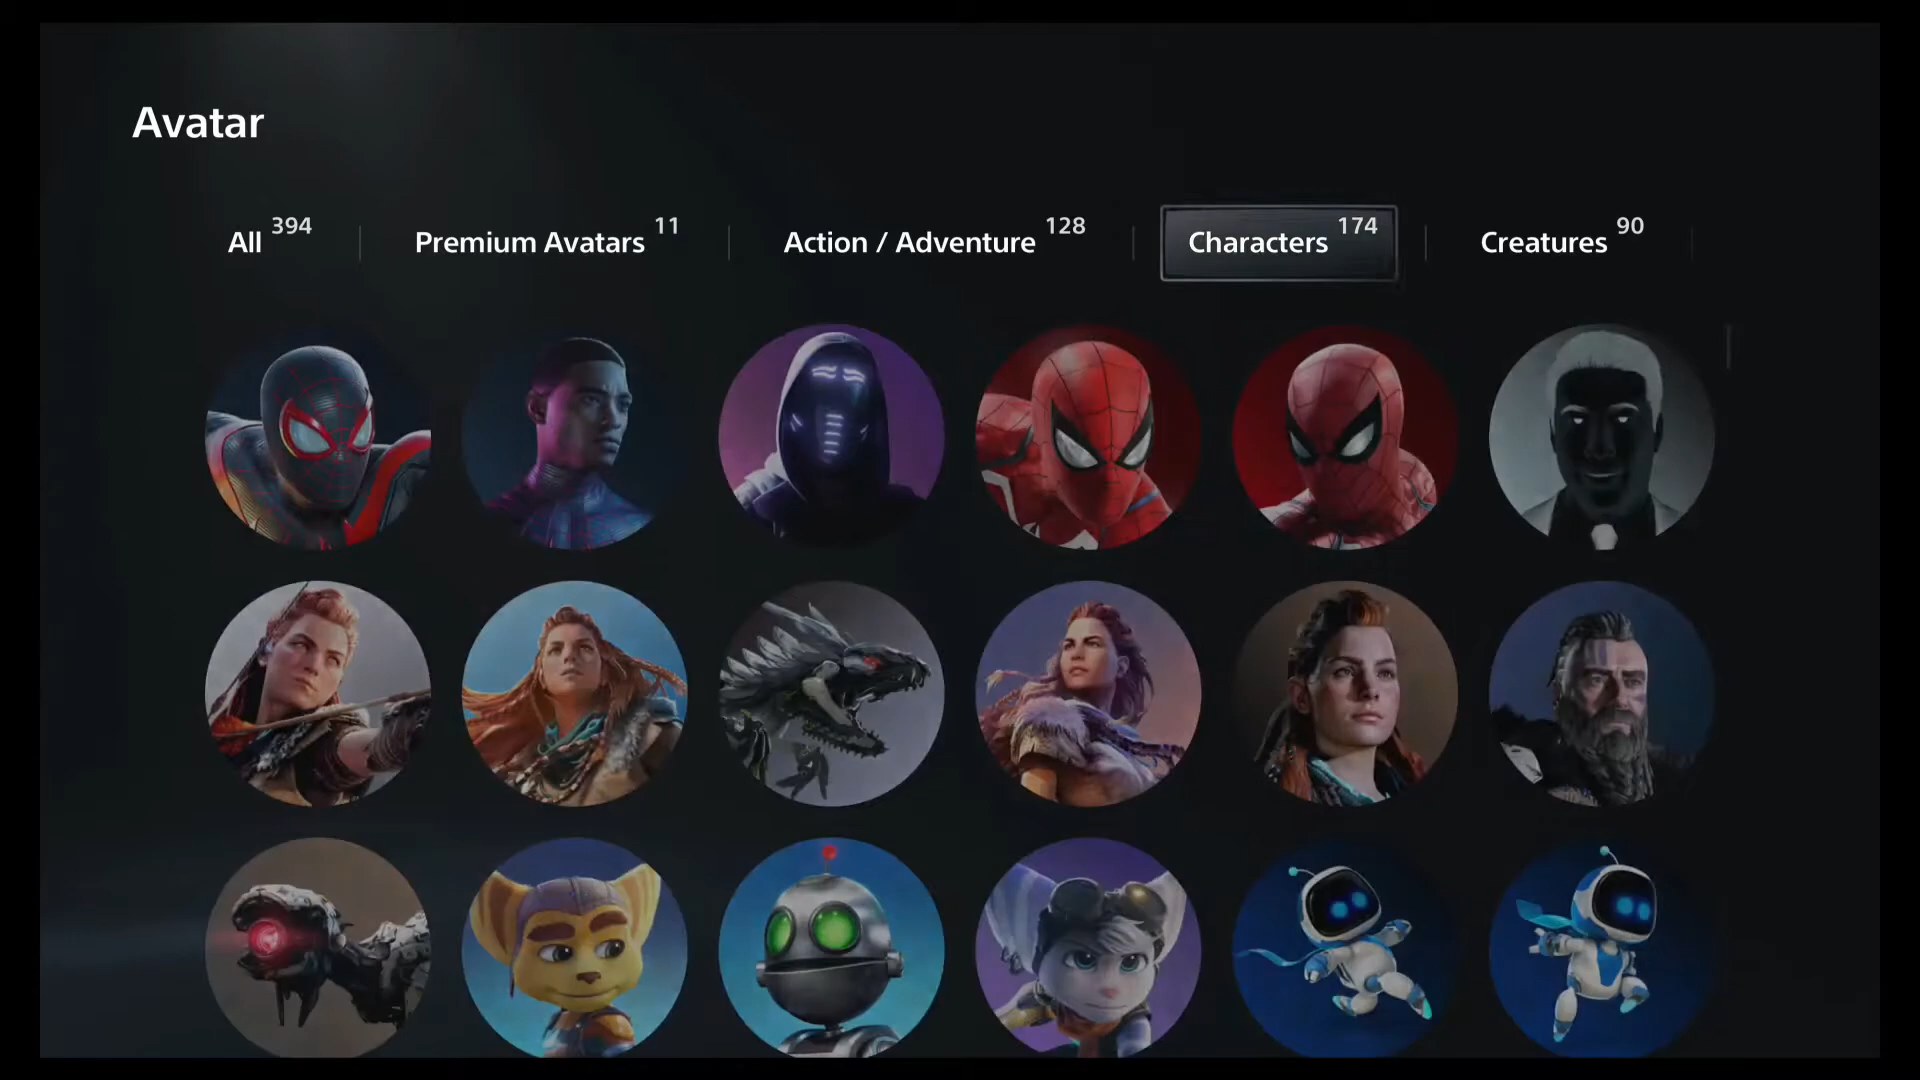 Avatar
All 394
Premium Avatars 11
Action / Adventure 128
Characters 174
Creatures 90